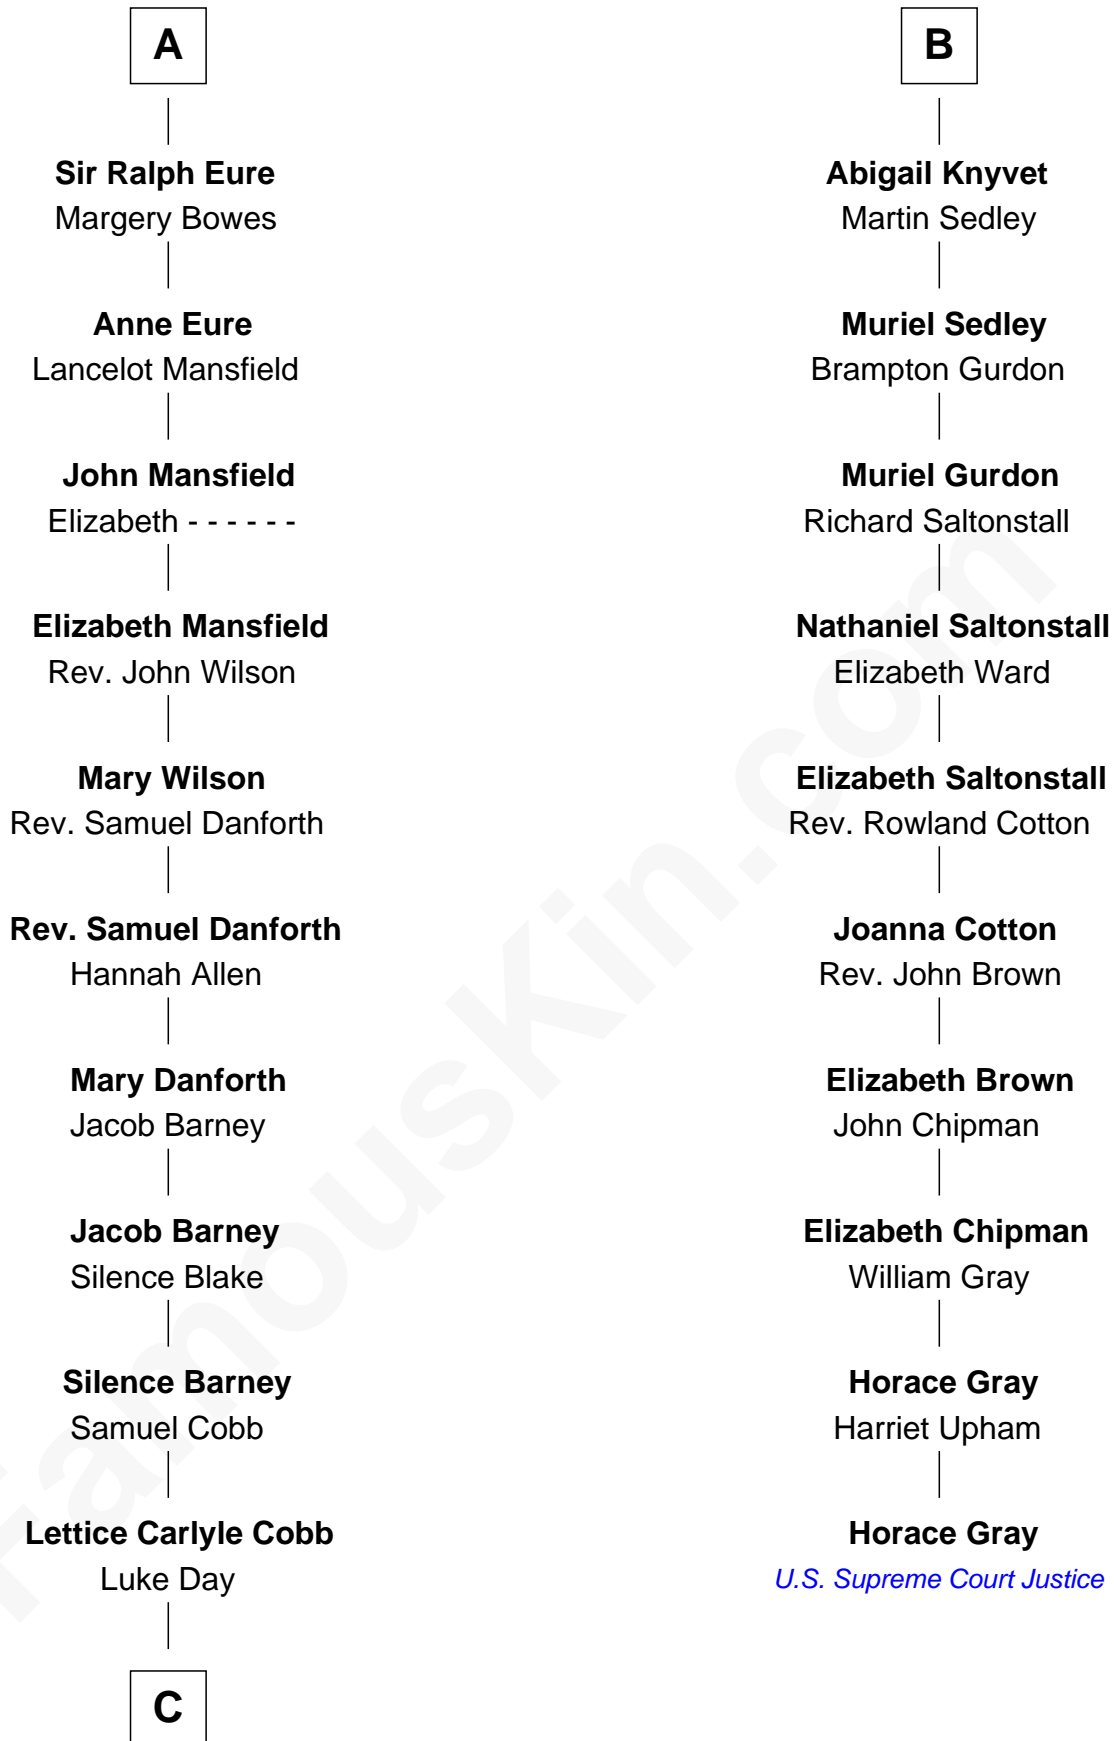 A
Sir Ralph Eure
Margery Bowes
Anne Eure
Lancelot Mansfield
John Mansfield
Elizabeth - - - - - -
Elizabeth Mansfield
Rev. John Wilson
Mary Wilson
Rev. Samuel Danforth
Rev. Samuel Danforth
Hannah Allen
Mary Danforth
Jacob Barney
Jacob Barney
Silence Blake
Silence Barney
Samuel Cobb
Lettice Carlyle Cobb
Luke Day
C
B
Abigail Knyvet
Martin Sedley
Muriel Sedley
Brampton Gurdon
Muriel Gurdon
Richard Saltonstall
Nathaniel Saltonstall
Elizabeth Ward
Elizabeth Saltonstall
Rev. Rowland Cotton
Joanna Cotton
Rev. John Brown
Elizabeth Brown
John Chipman
Elizabeth Chipman
William Gray
Horace Gray
Harriet Upham
Horace Gray
U.S. Supreme Court Justice
FamousKin.com